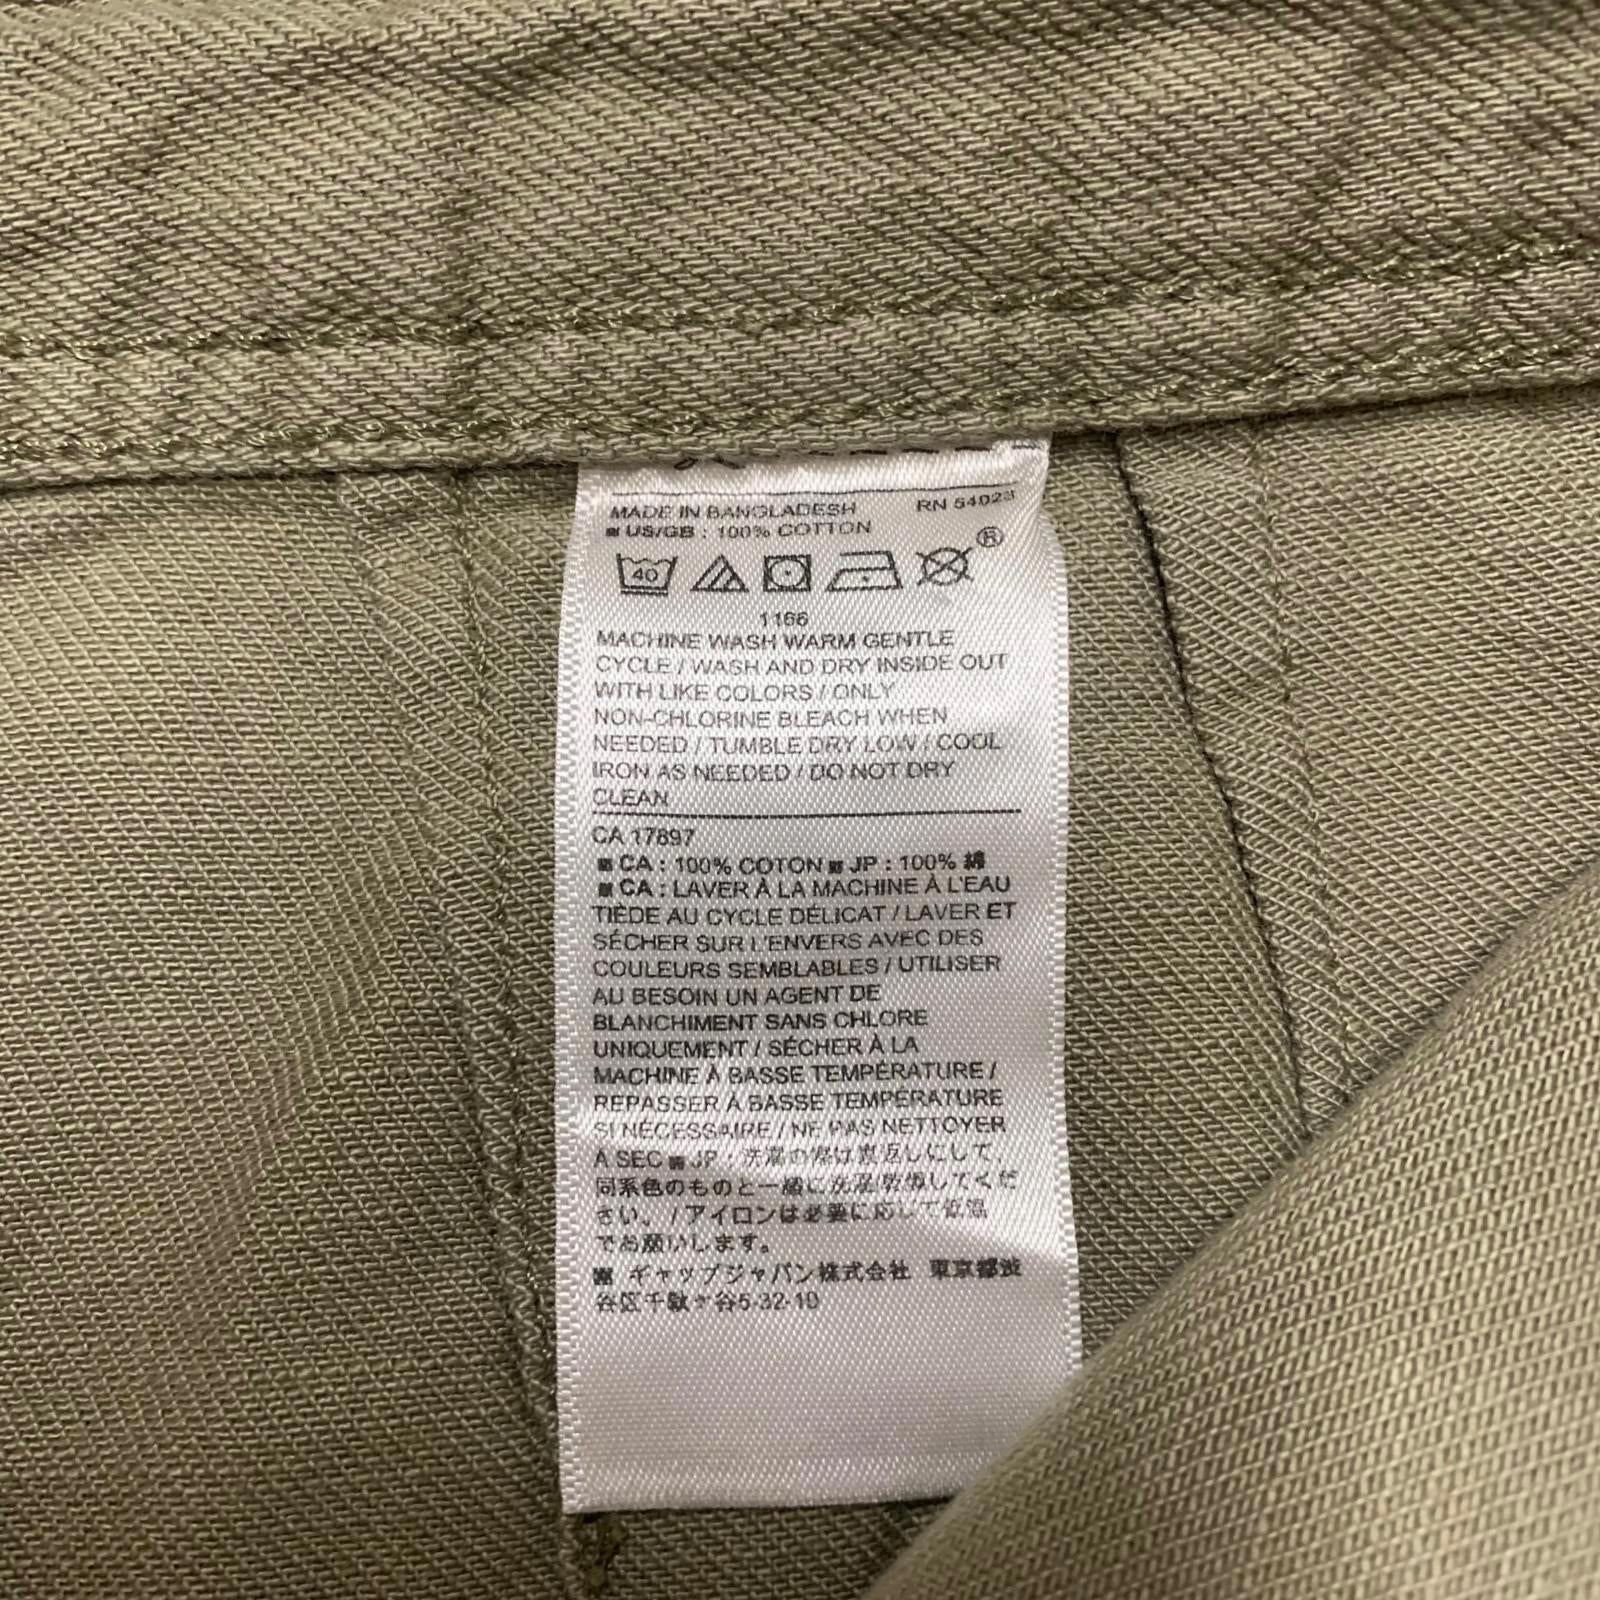 MADE IN BANGLADESH RN 54023
US/GB : 100% COTTON
40 ®
1166
MACHINE WASH WARM GENTLE
CYCLE / WASH AND DRY INSIDE OUT
WITH LIKE COLORS / ONLY
NON-CHLORINE BLEACH WHEN
NEEDED / TUMBLE DRY LOW / COOL
IRON AS NEEDED / DO NOT DRY
CLEAN
CA 17897
■ CA : 100% COTON ■ JP : 100% 綿
■ CA : LAVER À LA MACHINE À L'EAU
TIÈDE AU CYCLE DÉLICAT / LAVER ET
SÉCHER SUR L'ENVERS AVEC DES
COULEURS SEMBLABLES / UTILISER
AU BESOIN UN AGENT DE
BLANCHIMENT SANS CHLORE
UNIQUEMENT / SÉCHER À LA
MACHINE À BASSE TEMPÉRATURE /
REPASSER À BASSE TEMPÉRATURE
SI NÉCESSAIRE / NE PAS NETTOYER
À SEC ■ JP : 洗濯の際は裏返しにして、
同系色のものと一緒に洗濯/乾燥してくだ
さい。/ アイロンは必要に応じて低温
でお願いします。
■ ギャップジャパン株式会社 東京都渋
谷区千駄ヶ谷5-32-10